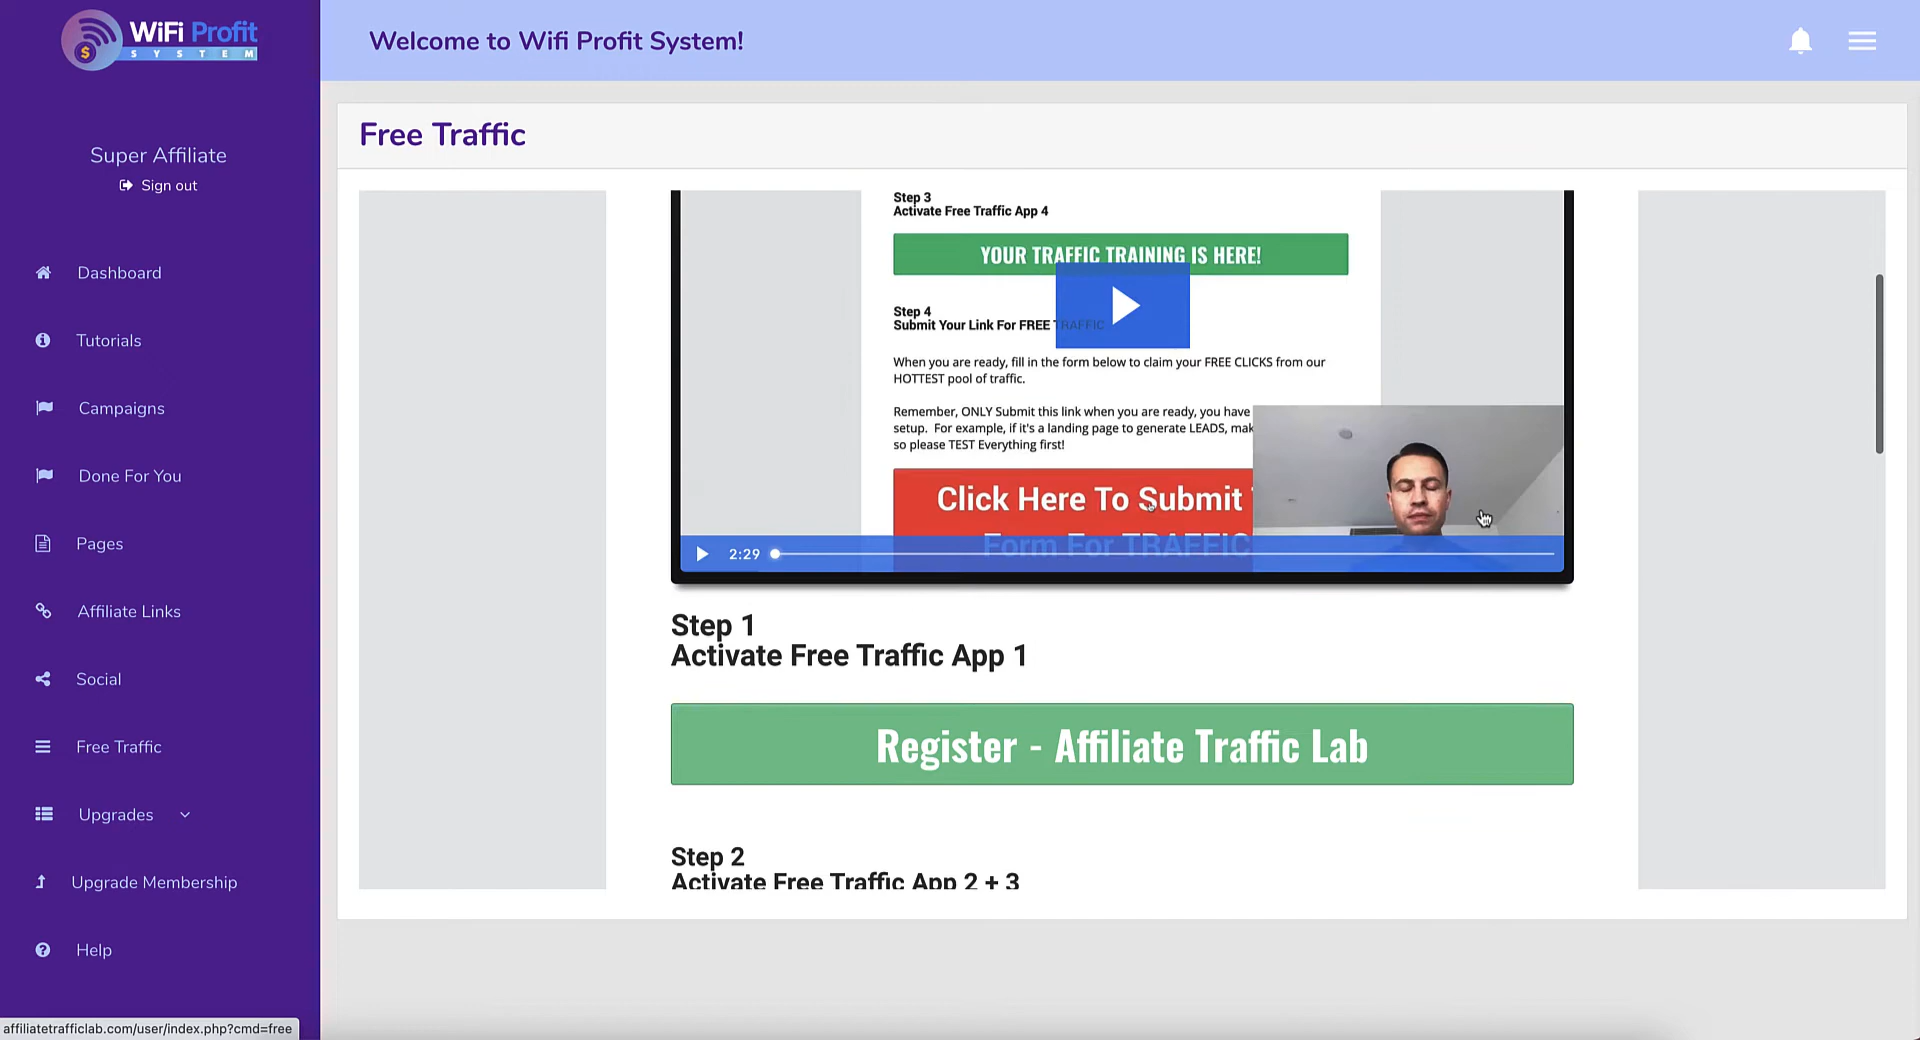 WiFi Profit
SYSTEM
Welcome to Wifi Profit System!
Super Affiliate
Sign out
Dashboard
Tutorials
Campaigns
Done For You
Pages
Affiliate Links
Social
Free Traffic
Upgrades
Upgrade Membership
Help
affiliatetrafficlab.com/user/index.php?cmd=free
Free Traffic
Step 3
Activate Free Traffic App 4
YOUR TRAFFIC TRAINING IS HERE!
Step 4
Submit Your Link For FREE TRAFFIC
When you are ready, fill in the form below to claim your FREE CLICKS from our
HOTTEST pool of traffic.
Remember, ONLY Submit this link when you are ready, you have
setup. For example, if it's a landing page to generate LEADS, mak
so please TEST Everything first!
Click Here To Submit
Form For TRAFFIC
2:29
Step 1
Activate Free Traffic App 1
Register - Affiliate Traffic Lab
Step 2
Activate Free Traffic App 2 + 3